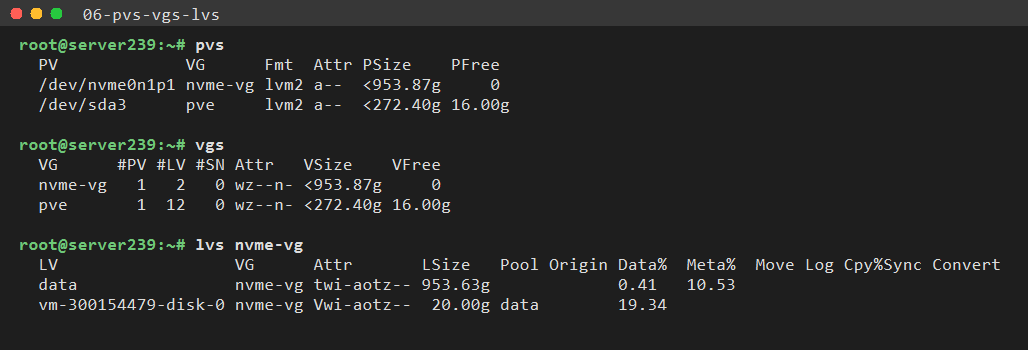 06-pvs-vgs-lvs
root@server239:~# pvs
  PV             VG      Fmt  Attr PSize    PFree
  /dev/nvme0n1p1 nvme-vg lvm2 a--  <953.87g     0
  /dev/sda3      pve     lvm2 a--  <272.40g 16.00g
root@server239:~# vgs
  VG      #PV #LV #SN Attr   VSize    VFree
  nvme-vg   1   2   0 wz--n- <953.87g     0
  pve       1  12   0 wz--n- <272.40g 16.00g
root@server239:~# lvs nvme-vg
  LV                  VG      Attr       LSize   Pool Origin Data%  Meta%  Move Log Cpy%Sync Convert
  data                nvme-vg twi-aotz-- 953.63g             0.41   10.53
  vm-300154479-disk-0 nvme-vg Vwi-aotz--  20.00g data        19.34